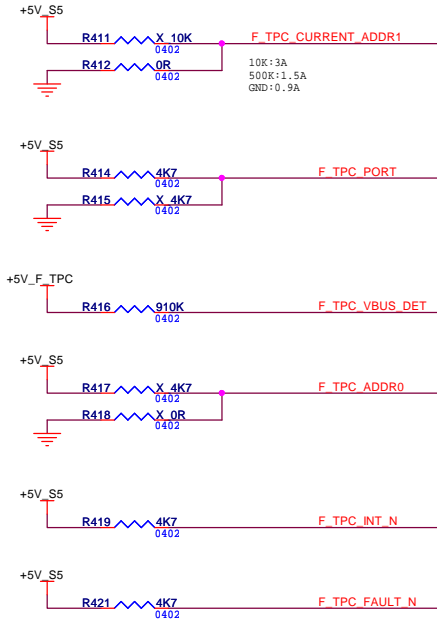 +5V_S5
R411 X_10K F_TPC_CURRENT_ADDR1
0402
R412 0R
0402
10K:3A
500K:1.5A
GND:0.9A
+5V_S5
R414 4K7 F_TPC_PORT
0402
R415 X_4K7
0402
+5V_F_TPC
R416 910K F_TPC_VBUS_DET
0402
+5V_S5
R417 X_4K7 F_TPC_ADDR0
0402
R418 X_0R
0402
+5V_S5
R419 4K7 F_TPC_INT_N
0402
+5V_S5
R421 4K7 F_TPC_FAULT_N
0402